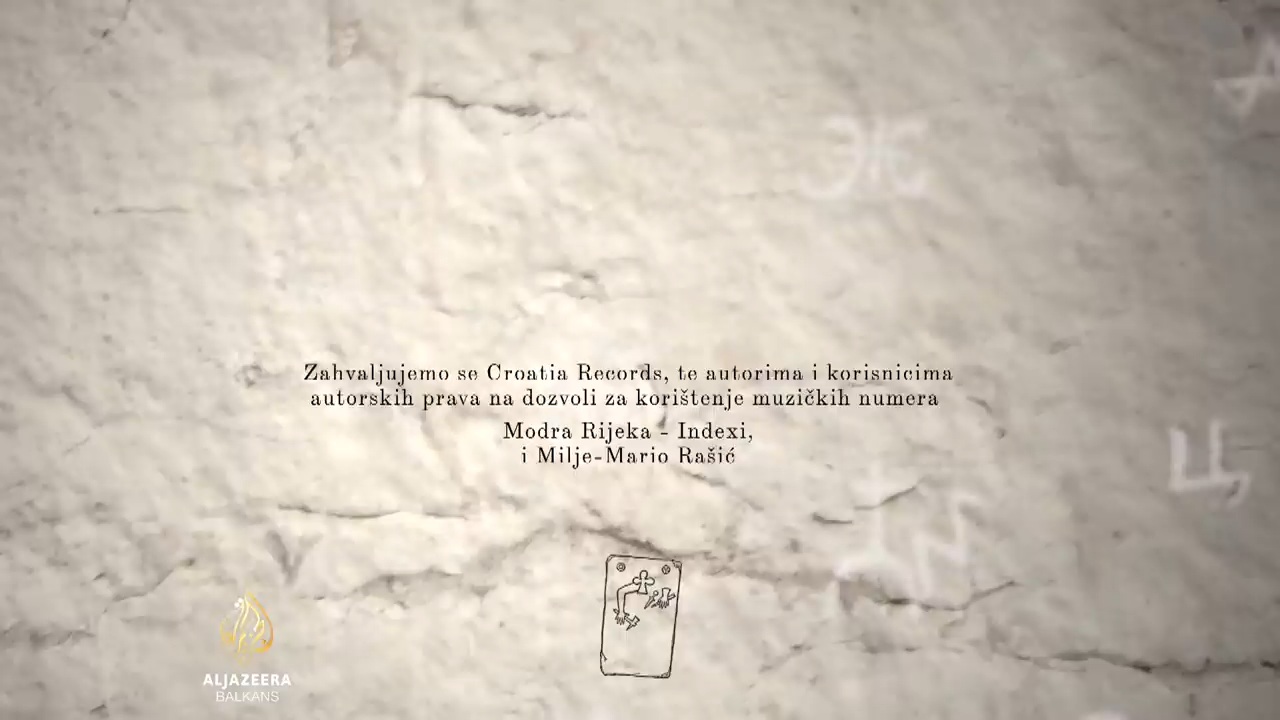 Ж
Zahvaljujemo se Croatia Records, te autorima i korisnicima
autorskih prava na dozvoli za korištenje muzičkih numera
Modra Rijeka - Indexi,
i Milje-Mario Rašić
Ц
ALJAZEERA
BALKANS